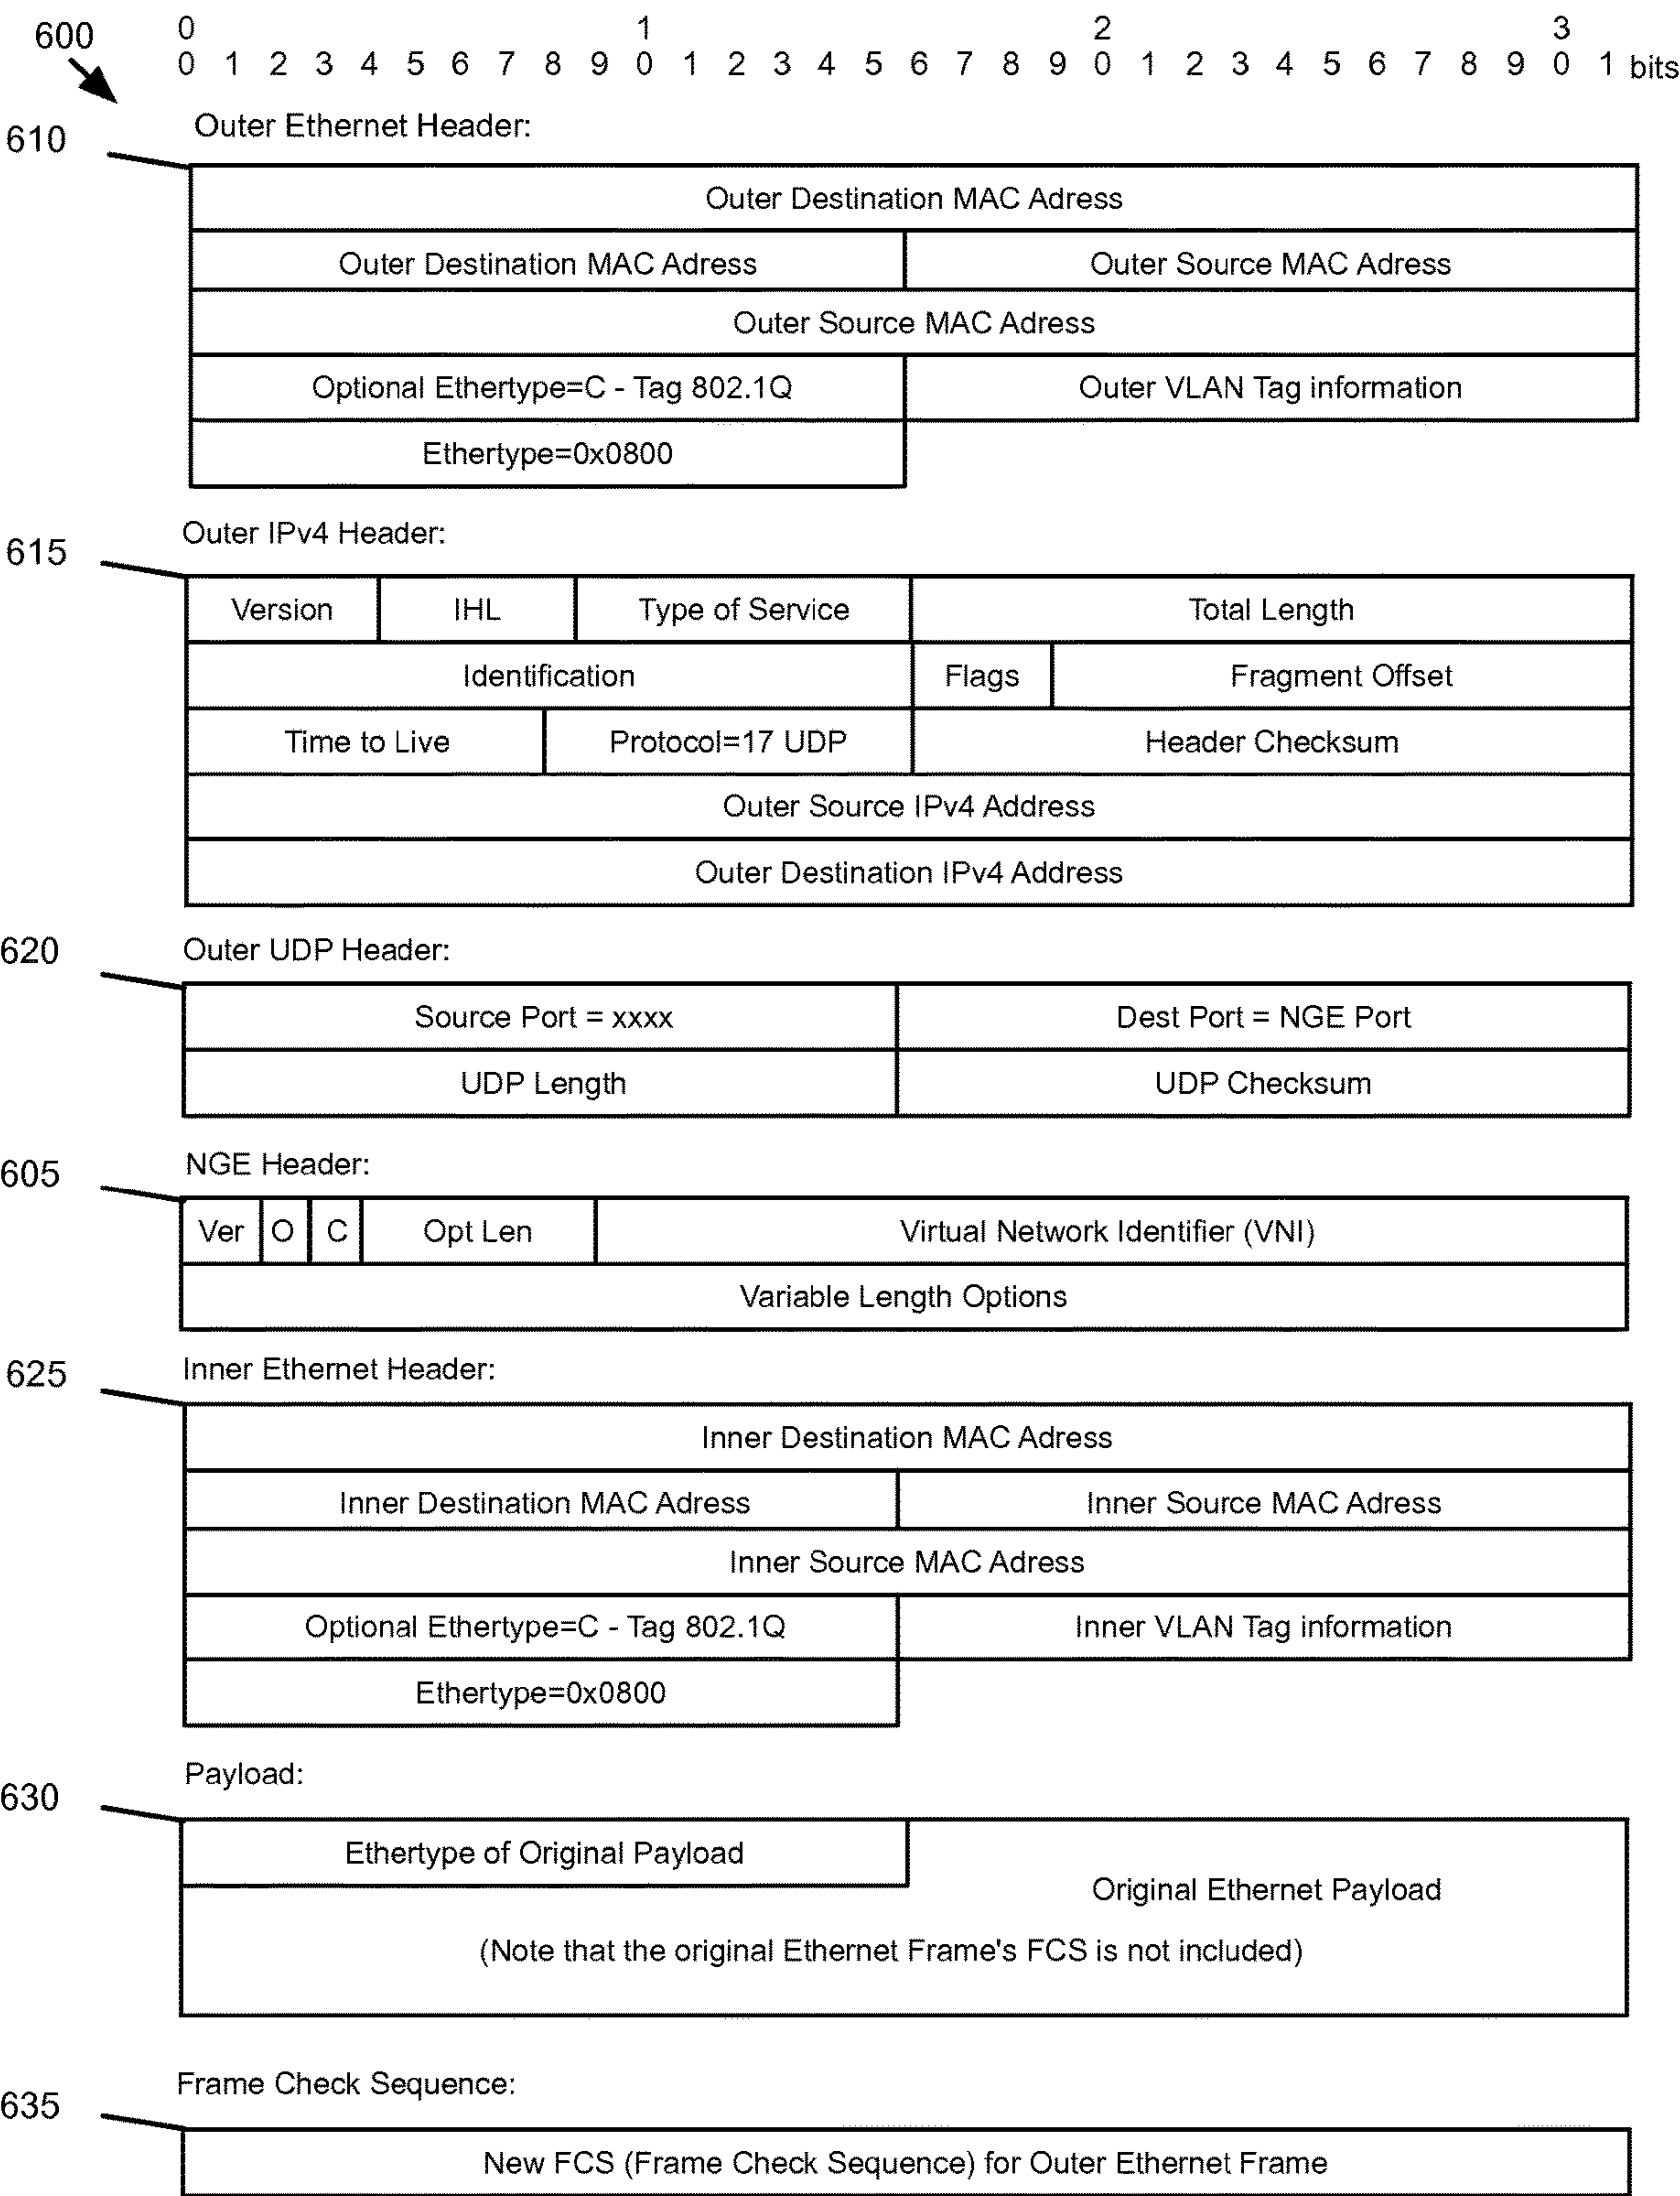 600
0 1 2 3
0 1 2 3 4 5 6 7 8 9 0 1 2 3 4 5 6 7 8 9 0 1 2 3 4 5 6 7 8 9 0 1 bits
610
Outer Ethernet Header:
Outer Destination MAC Adress
Outer Destination MAC Adress Outer Source MAC Adress
Outer Source MAC Adress
Optional Ethertype=C - Tag 802.1Q Outer VLAN Tag information
Ethertype=0x0800
615
Outer IPv4 Header:
Version IHL Type of Service Total Length
Identification Flags Fragment Offset
Time to Live Protocol=17 UDP Header Checksum
Outer Source IPv4 Address
Outer Destination IPv4 Address
620
Outer UDP Header:
Source Port = xxxx Dest Port = NGE Port
UDP Length UDP Checksum
605
NGE Header:
Ver O C Opt Len Virtual Network Identifier (VNI)
Variable Length Options
625
Inner Ethernet Header:
Inner Destination MAC Adress
Inner Destination MAC Adress Inner Source MAC Adress
Inner Source MAC Adress
Optional Ethertype=C - Tag 802.1Q Inner VLAN Tag information
Ethertype=0x0800
630
Payload:
Ethertype of Original Payload
Original Ethernet Payload
(Note that the original Ethernet Frame's FCS is not included)
635
Frame Check Sequence:
New FCS (Frame Check Sequence) for Outer Ethernet Frame